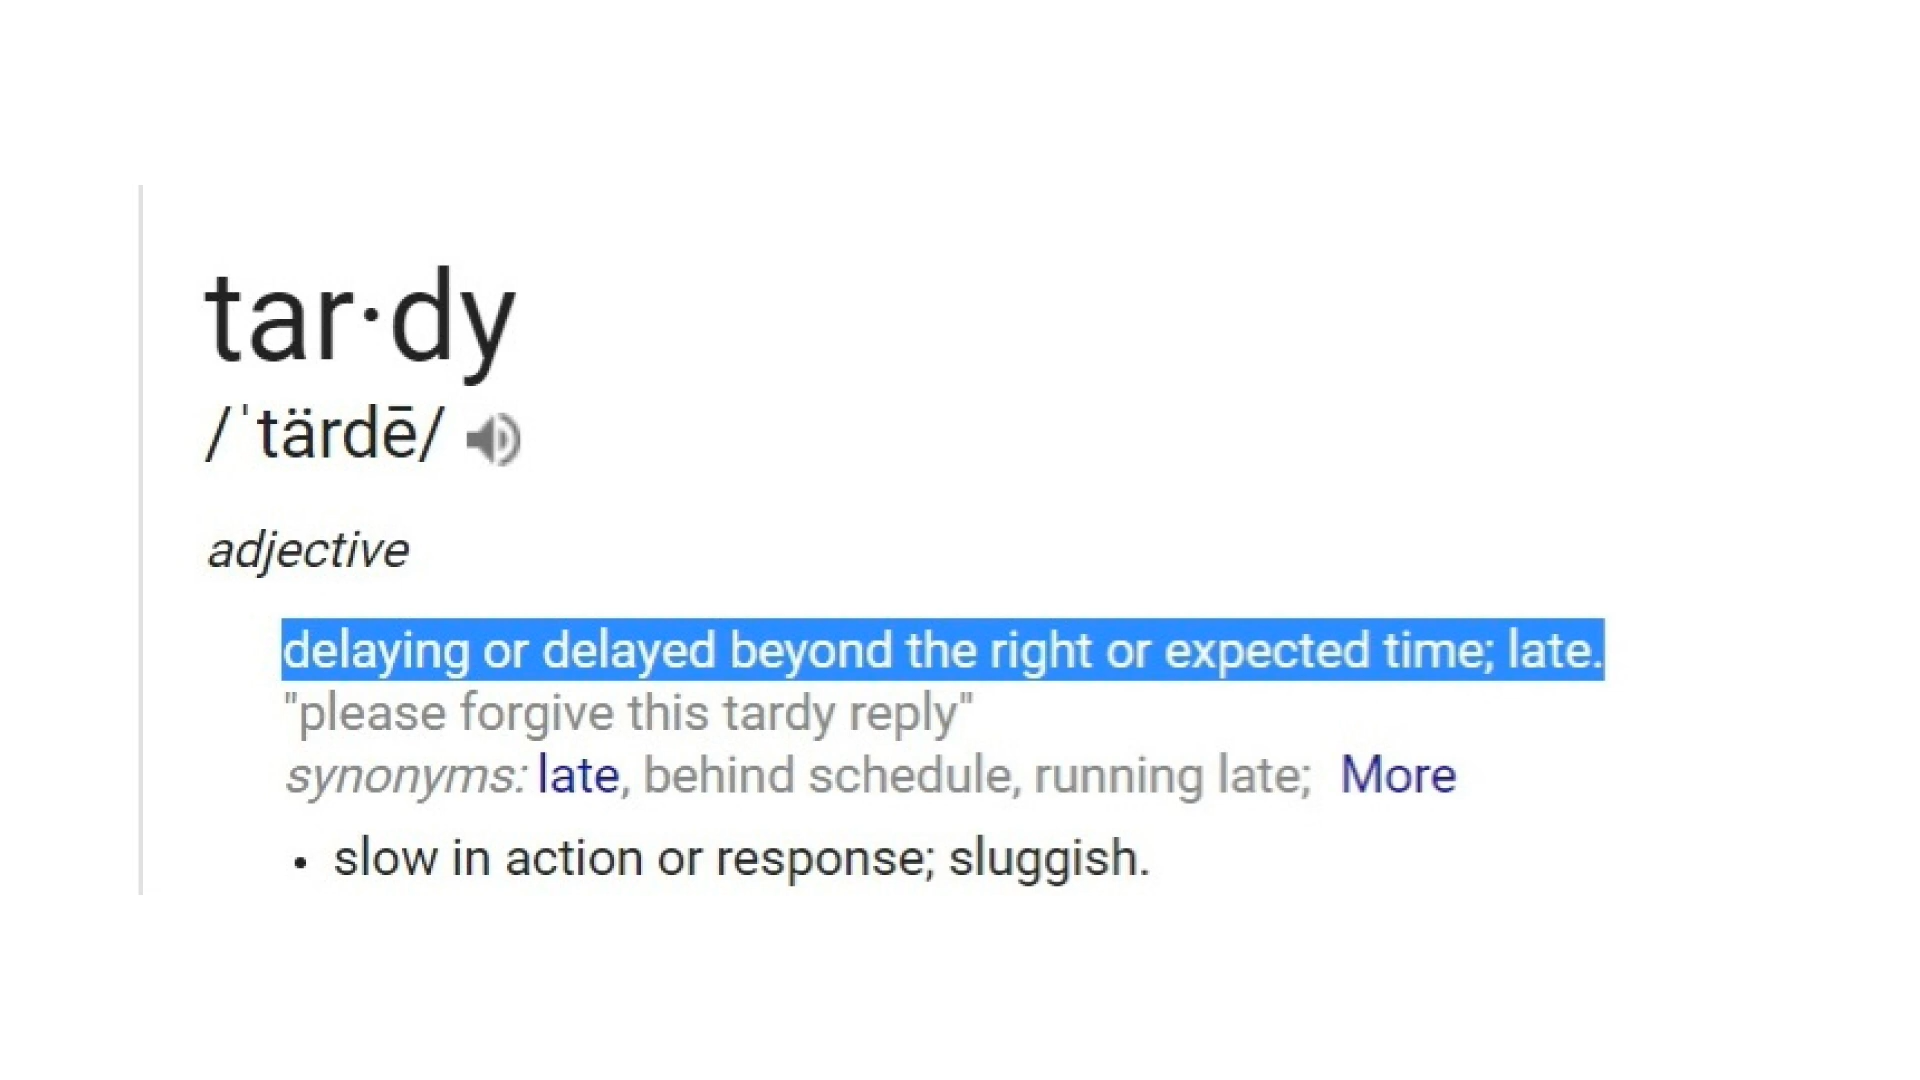 tar·dy
/ˈtärdē/
adjective
delaying or delayed beyond the right or expected time; late.
"please forgive this tardy reply"
synonyms: late, behind schedule, running late; More
• slow in action or response; sluggish.